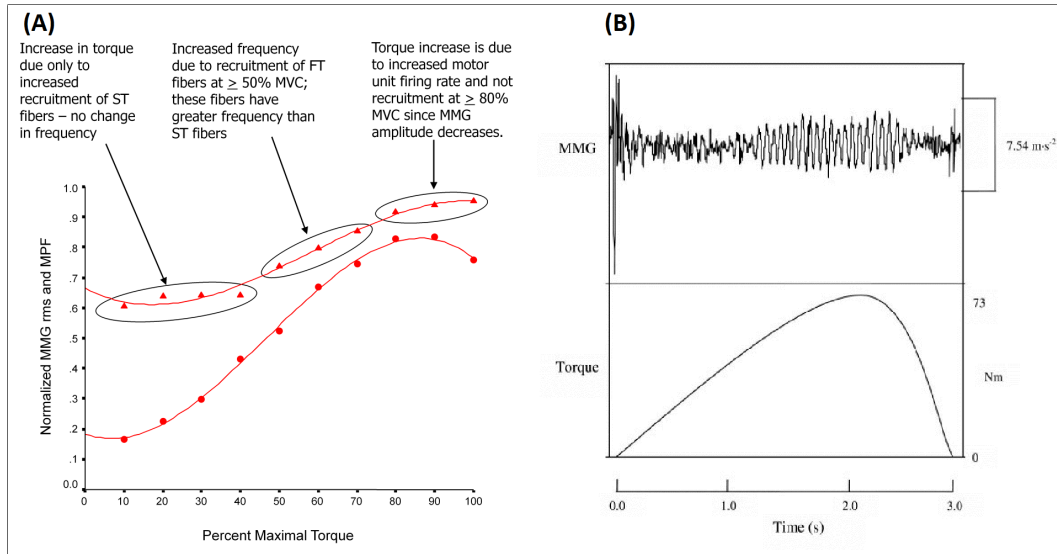 (A)
Increase in torque
due only to
increased
recruitment of ST
fibers – no change
in frequency
Increased frequency
due to recruitment of FT
fibers at ≥ 50% MVC;
these fibers have
greater frequency than
ST fibers
Torque increase is due
to increased motor
unit firing rate and not
recruitment at ≥ 80%
MVC since MMG
amplitude decreases.
Normalized MMG rms and MPF
1.0
.9
.8
.7
.6
.5
.4
.3
.2
.1
0.0
0 10 20 30 40 50 60 70 80 90 100
Percent Maximal Torque
(B)
MMG
7.54 m·s⁻²
73
Torque
Nm
0
0.0 1.0 2.0 3.0
Time (s)